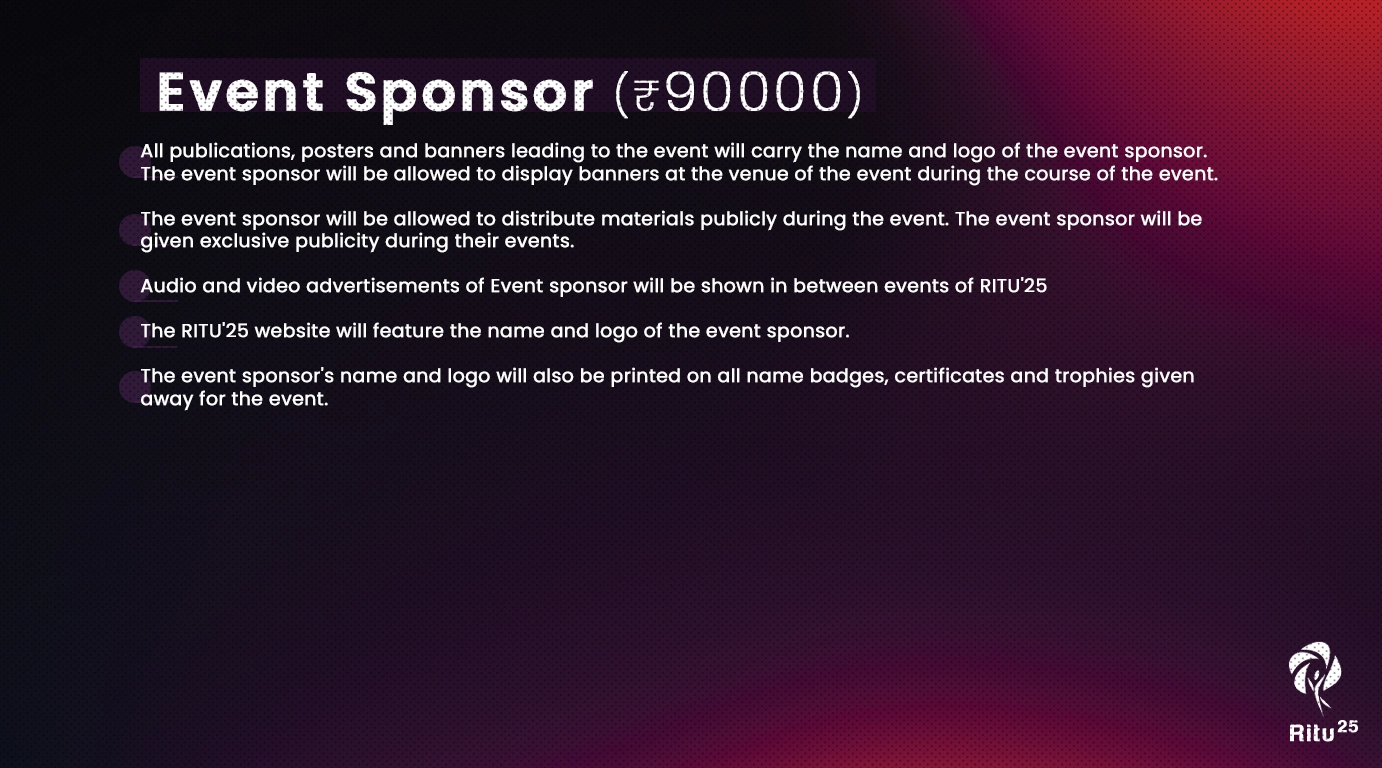 Event Sponsor (₹90000)
All publications, posters and banners leading to the event will carry the name and logo of the event sponsor.
The event sponsor will be allowed to display banners at the venue of the event during the course of the event.
The event sponsor will be allowed to distribute materials publicly during the event. The event sponsor will be
given exclusive publicity during their events.
Audio and video advertisements of Event sponsor will be shown in between events of RITU'25
The RITU'25 website will feature the name and logo of the event sponsor.
The event sponsor's name and logo will also be printed on all name badges, certificates and trophies given
away for the event.
Ritu25